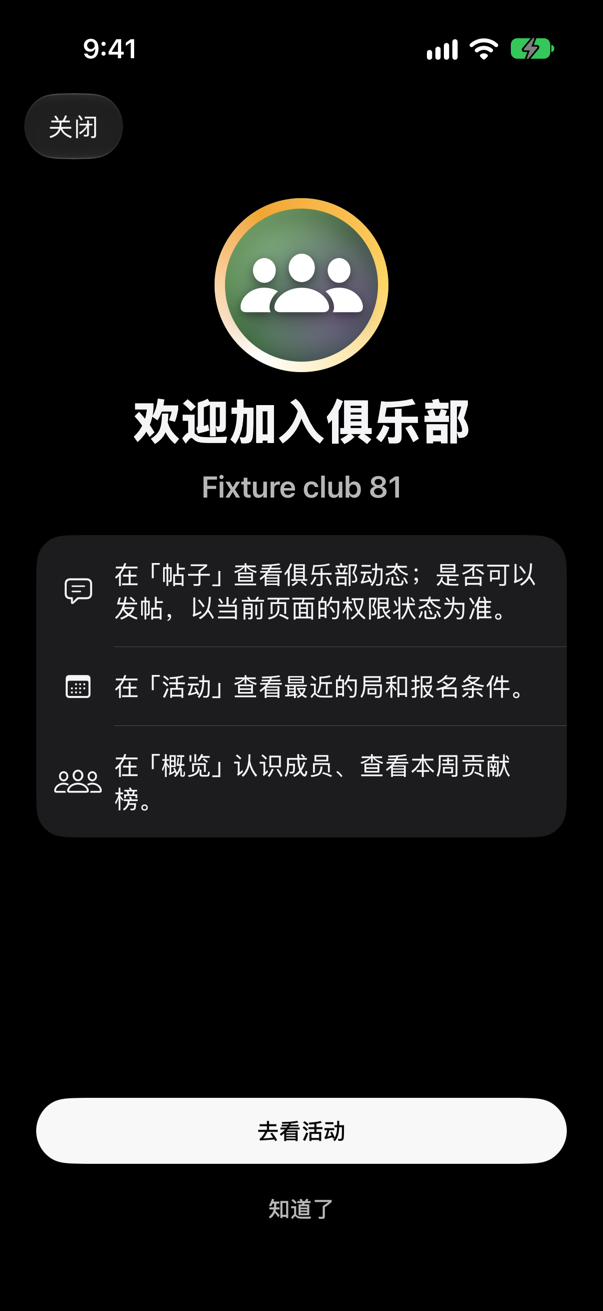 9:41
关闭
欢迎加入俱乐部
Fixture club 81
在「帖子」查看俱乐部动态；是否可以
发帖，以当前页面的权限状态为准。
在「活动」查看最近的局和报名条件。
在「概览」认识成员、查看本周贡献
榜。
去看活动
知道了